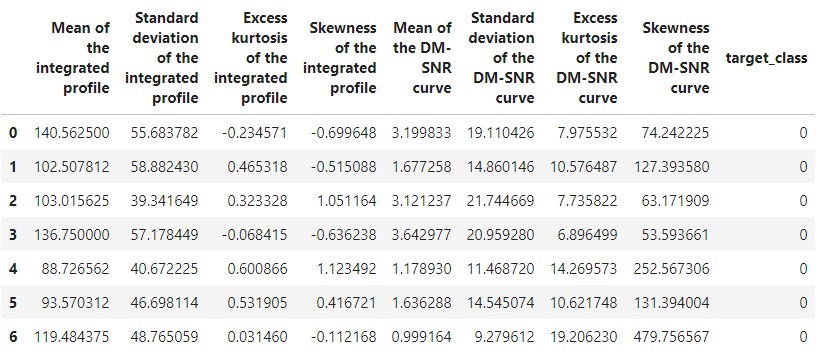 Mean of the integrated profile Standard deviation of the integrated profile Excess kurtosis of the integrated profile Skewness of the integrated profile Mean of the DM-SNR curve Standard deviation of the DM-SNR curve Excess kurtosis of the DM-SNR curve Skewness of the DM-SNR curve target_class
0 140.562500 55.683782 -0.234571 -0.699648 3.199833 19.110426 7.975532 74.242225 0
1 102.507812 58.882430 0.465318 -0.515088 1.677258 14.860146 10.576487 127.393580 0
2 103.015625 39.341649 0.323328 1.051164 3.121237 21.744669 7.735822 63.171909 0
3 136.750000 57.178449 -0.068415 -0.636238 3.642977 20.959280 6.896499 53.593661 0
4 88.726562 40.672225 0.600866 1.123492 1.178930 11.468720 14.269573 252.567306 0
5 93.570312 46.698114 0.531905 0.416721 1.636288 14.545074 10.621748 131.394004 0
6 119.484375 48.765059 0.031460 -0.112168 0.999164 9.279612 19.206230 479.756567 0